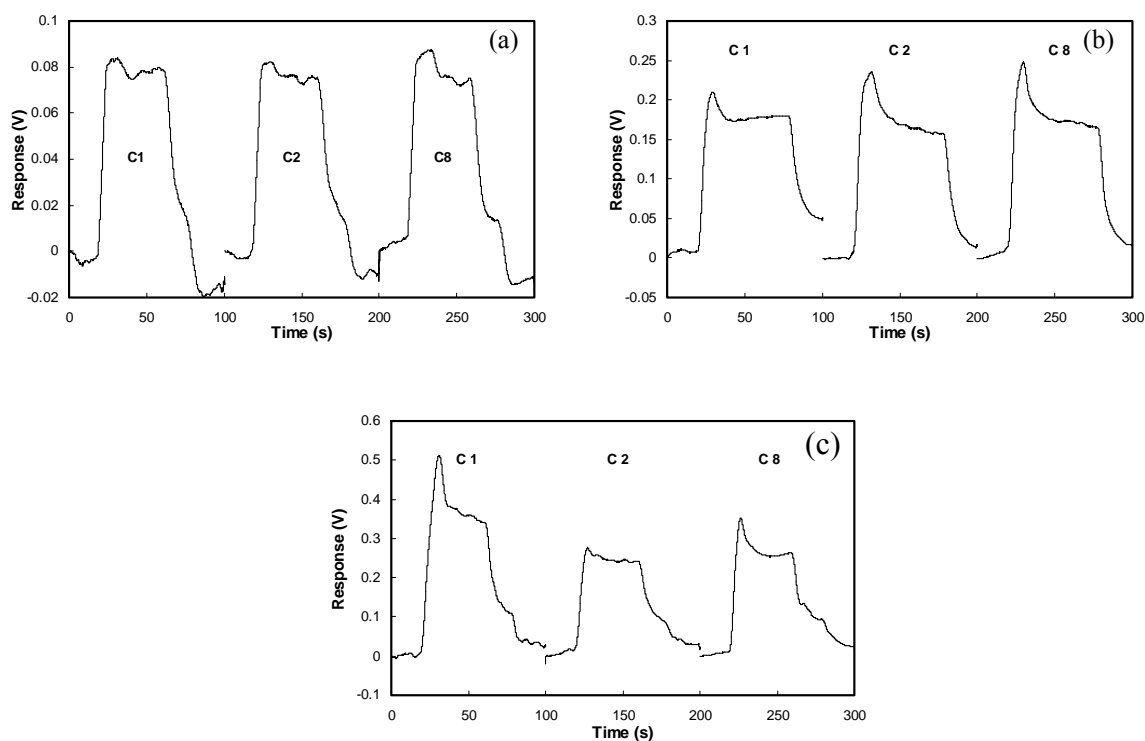 (a)
0.1
0.08
0.06
0.04
0.02
0
-0.02
Response (V)
C1 C2 C8
0 50 100 150 200 250 300
Time (s)
(b)
0.3
0.25
0.2
0.15
0.1
0.05
0
-0.05
Response (V)
C 1 C 2 C 8
0 50 100 150 200 250 300
Time (s)
(c)
0.6
0.5
0.4
0.3
0.2
0.1
0
-0.1
Response (V)
C 1 C 2 C 8
0 50 100 150 200 250 300
Time (s)